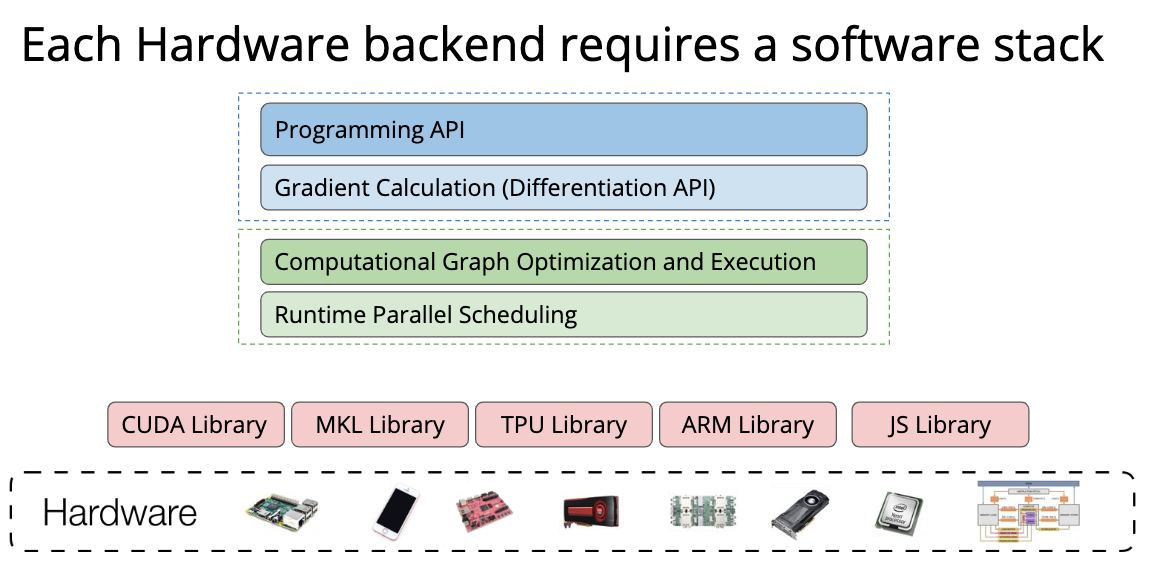 Each Hardware backend requires a software stack
Programming API
Gradient Calculation (Differentiation API)
Computational Graph Optimization and Execution
Runtime Parallel Scheduling
CUDA Library
MKL Library
TPU Library
ARM Library
JS Library
Hardware